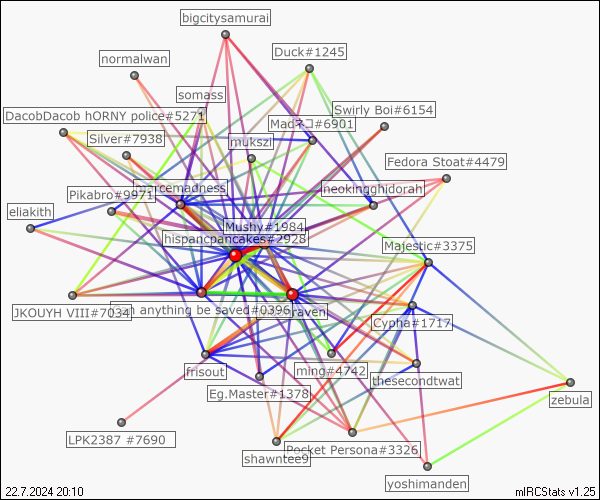 bigcitysamurai
Duck#1245
normalwan
somass
DacobDacob hORNY police#5271
Swirly Boi#6154
Madネコ#6901
Silver#7938
mukszi
Fedora Stoat#4479
Pikabro#9971
marcemadness
neokingghidorah
eliakith
Mushy#1984
hispancpancakes#2928
Majestic#3375
JKOUYH VIII#7034
can anything be saved#0396
raven
Cypha#1717
frisout
ming#4742
thesecondtwat
Eg.Master#1378
zebula
LPK2387 #7690
shawntee9
Pocket Persona#3326
yoshimanden
22.7.2024 20:10
mIRCStats v1.25